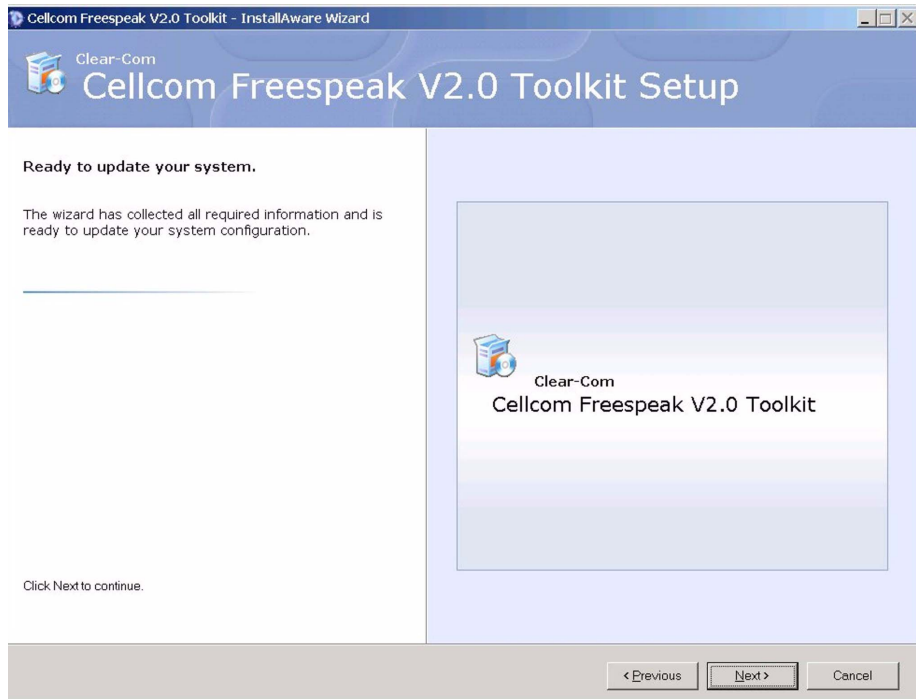 Cellcom Freespeak V2.0 Toolkit - InstallAware Wizard
Clear-Com
Cellcom Freespeak V2.0 Toolkit Setup
Ready to update your system.
The wizard has collected all required information and is
ready to update your system configuration.
Clear-Com
Cellcom Freespeak V2.0 Toolkit
Click Next to continue.
< Previous
Next >
Cancel